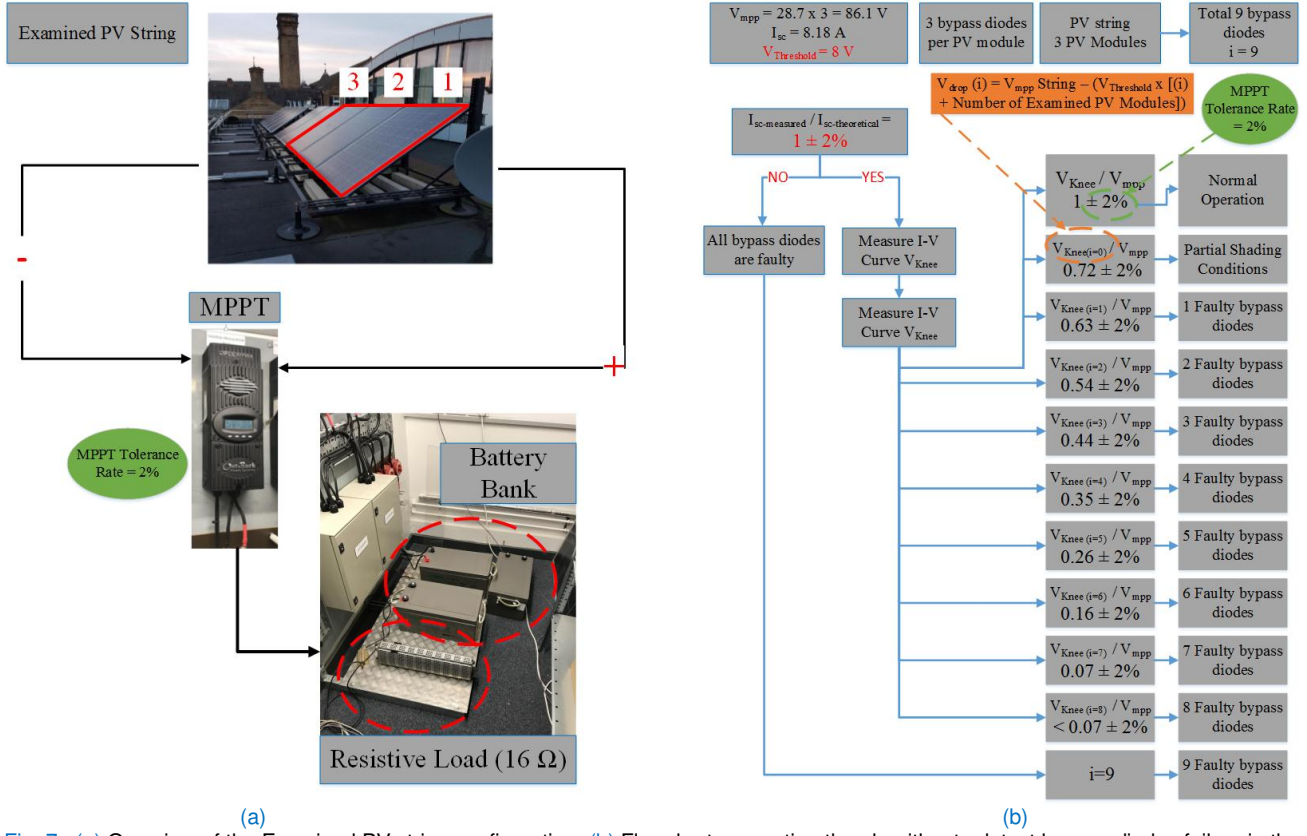 Examined PV String
3 2 1
-
+
MPPT
MPPT Tolerance
Rate = 2%
Battery
Bank
Resistive Load (16 Ω)
(a)
Vmpp = 28.7 x 3 = 86.1 V
Isc = 8.18 A
VThreshold = 8 V
3 bypass diodes
per PV module
PV string
3 PV Modules
Total 9 bypass
diodes
i = 9
Vdrop (i) = Vmpp String – (VThreshold x [(i)
+ Number of Examined PV Modules])
MPPT
Tolerance Rate
= 2%
Isc-measured / Isc-theoretical =
1 ± 2%
NO
YES
All bypass diodes
are faulty
Measure I-V
Curve VKnee
Measure I-V
Curve VKnee
VKnee / Vmpp
1 ± 2%
Normal
Operation
VKnee(i=0) / Vmpp
0.72 ± 2%
Partial Shading
Conditions
VKnee (i=1) / Vmpp
0.63 ± 2%
1 Faulty bypass
diodes
VKnee (i=2) / Vmpp
0.54 ± 2%
2 Faulty bypass
diodes
VKnee (i=3) / Vmpp
0.44 ± 2%
3 Faulty bypass
diodes
VKnee (i=4) / Vmpp
0.35 ± 2%
4 Faulty bypass
diodes
VKnee (i=5) / Vmpp
0.26 ± 2%
5 Faulty bypass
diodes
VKnee (i=6) / Vmpp
0.16 ± 2%
6 Faulty bypass
diodes
VKnee (i=7) / Vmpp
0.07 ± 2%
7 Faulty bypass
diodes
VKnee (i=8) / Vmpp
< 0.07 ± 2%
8 Faulty bypass
diodes
i=9
9 Faulty bypass
diodes
(b)